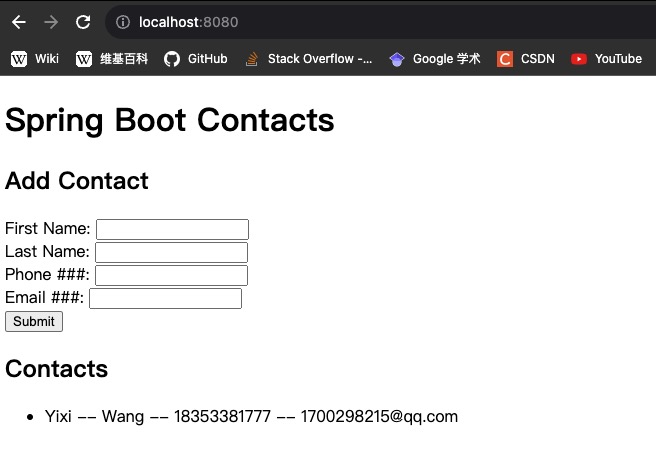 localhost:8080
Wiki 维基百科 GitHub Stack Overflow -... Google 学术 CSDN YouTube
Spring Boot Contacts
Add Contact
First Name:
Last Name:
Phone ###:
Email ###:
Submit
Contacts
• Yixi -- Wang -- 18353381777 -- 1700298215@qq.com